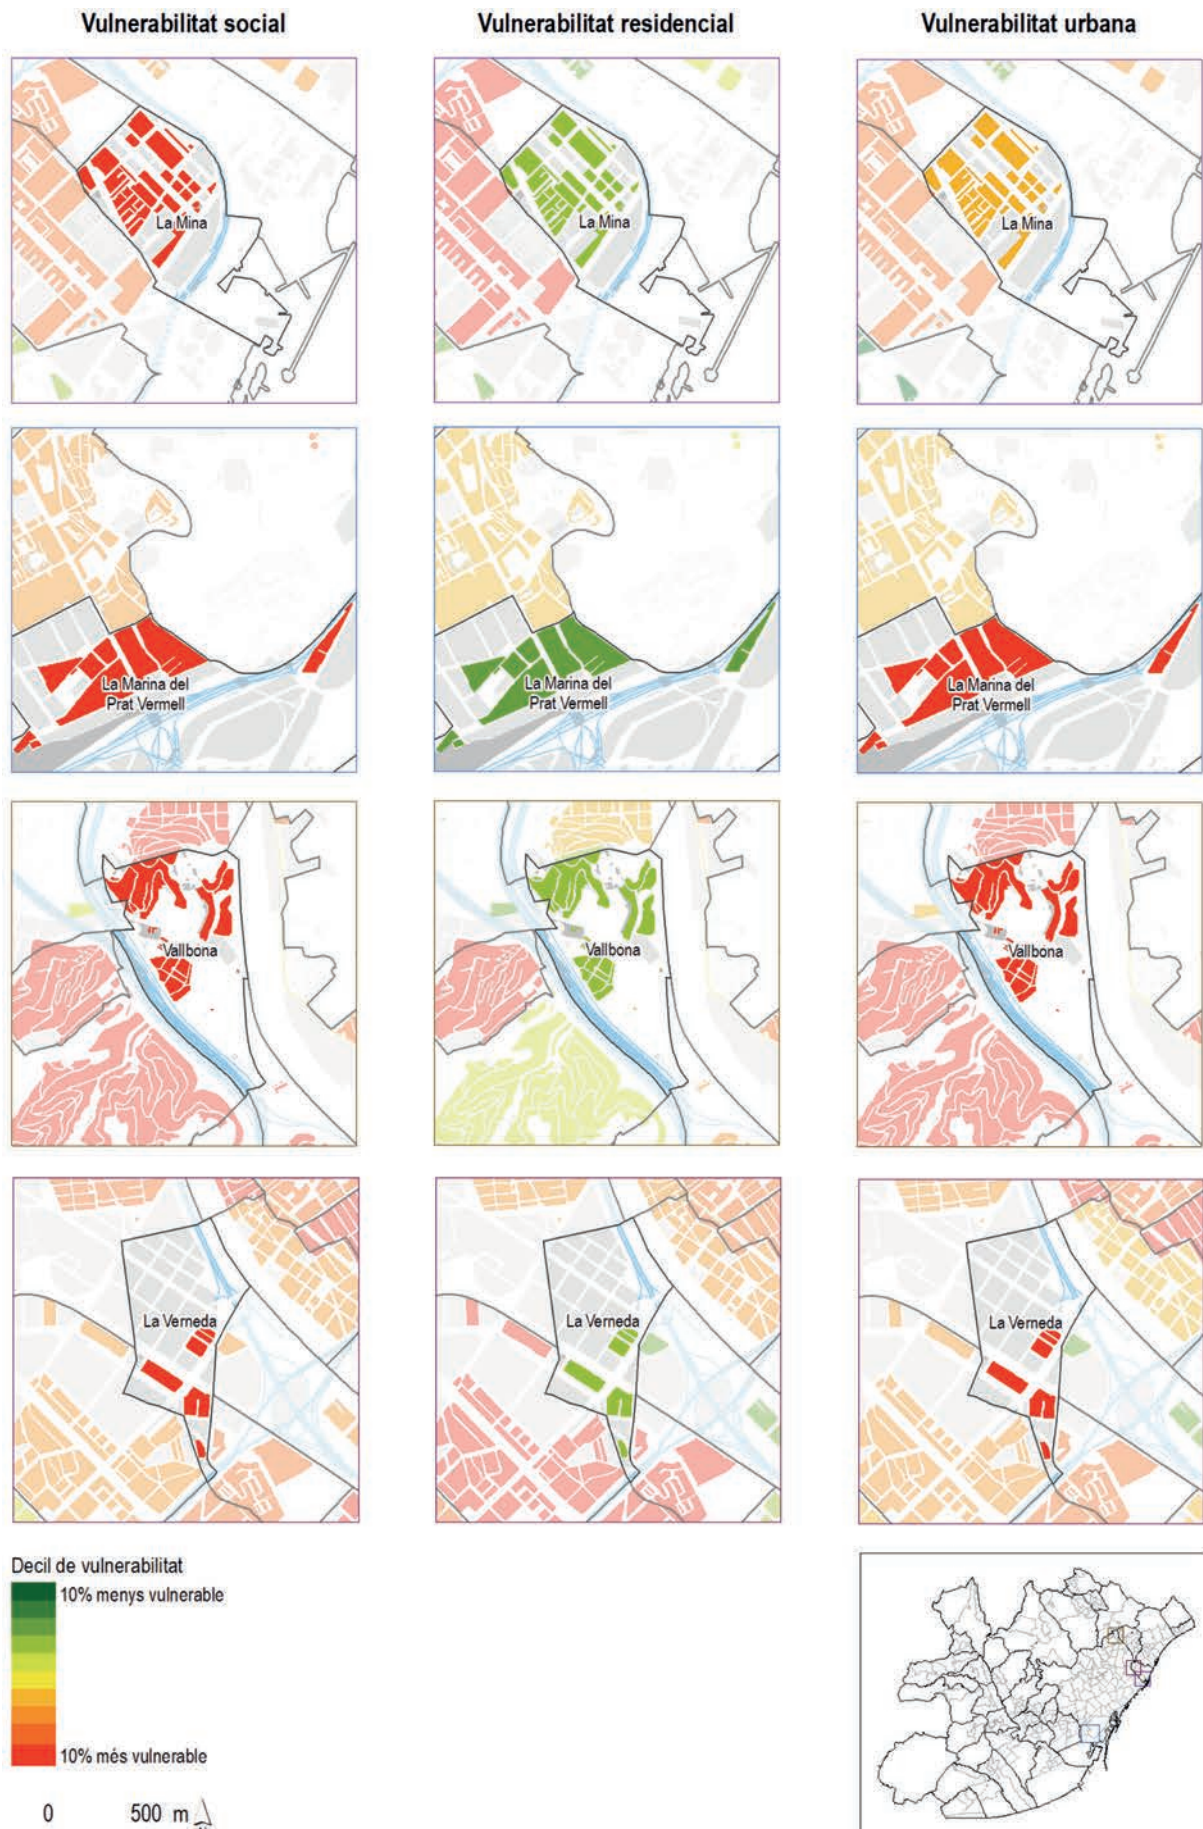 Vulnerabilitat social
Vulnerabilitat residencial
Vulnerabilitat urbana
La Mina
La Mina
La Mina
La Marina del
Prat Vermell
La Marina del
Prat Vermell
La Marina del
Prat Vermell
Vallbona
Vallbona
Vallbona
La Verneda
La Verneda
La Verneda
Decil de vulnerabilitat
10% menys vulnerable
10% més vulnerable
0 500 m